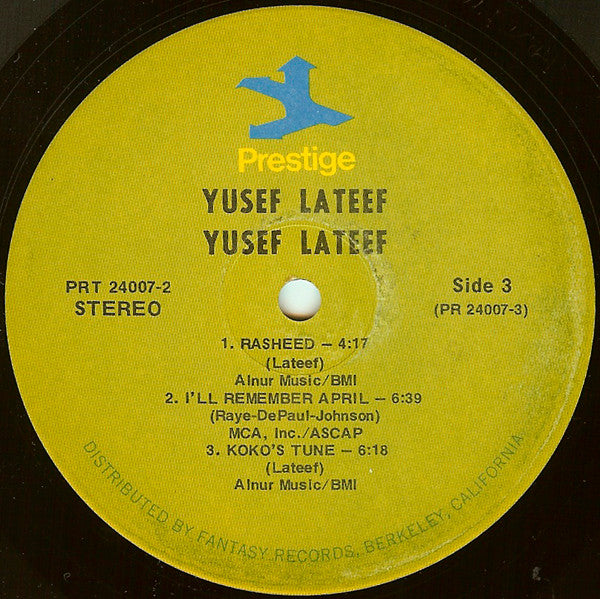 Prestige
YUSEF LATEEF
YUSEF LATEEF
PRT 24007-2
STEREO
Side 3
(PR 24007-3)
1. RASHEED – 4:17
(Lateef)
Alnur Music/BMI
2. I'LL REMEMBER APRIL – 6:39
(Raye-DePaul-Johnson)
MCA, Inc./ASCAP
3. KOKO'S TUNE – 6:18
(Lateef)
Alnur Music/BMI
DISTRIBUTED BY FANTASY RECORDS, BERKELEY, CALIFORNIA.